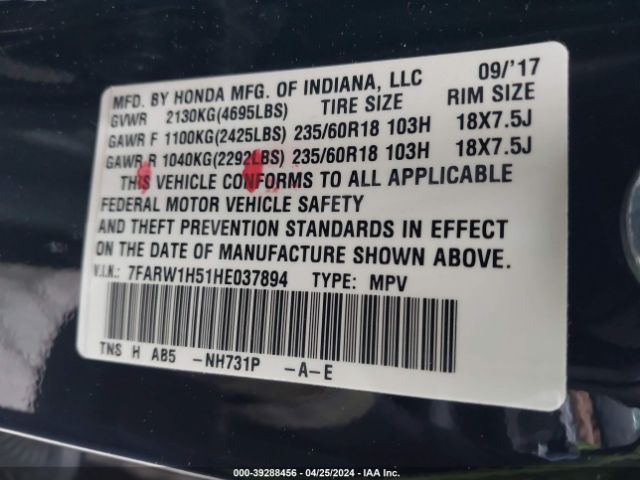 MFD. BY HONDA MFG. OF INDIANA, LLC 09/'17
GVWR 2130KG(4695LBS) TIRE SIZE RIM SIZE
GAWR F 1100KG(2425LBS) 235/60R18 103H 18X7.5J
GAWR R 1040KG(2292LBS) 235/60R18 103H 18X7.5J
THIS VEHICLE CONFORMS TO ALL APPLICABLE
FEDERAL MOTOR VEHICLE SAFETY
AND THEFT PREVENTION STANDARDS IN EFFECT
ON THE DATE OF MANUFACTURE SHOWN ABOVE.
V.I.N.: 7FARW1H51HE037894 TYPE: MPV
TNS H AB5 -NH731P -A-E
000-39288456 - 04/25/2024 - IAA Inc.